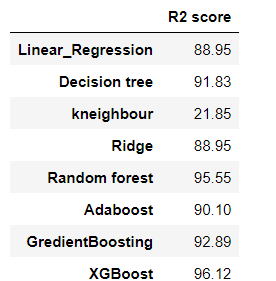 R2 score
Linear_Regression 88.95
Decision tree 91.83
kneighbour 21.85
Ridge 88.95
Random forest 95.55
Adaboost 90.10
GredientBoosting 92.89
XGBoost 96.12